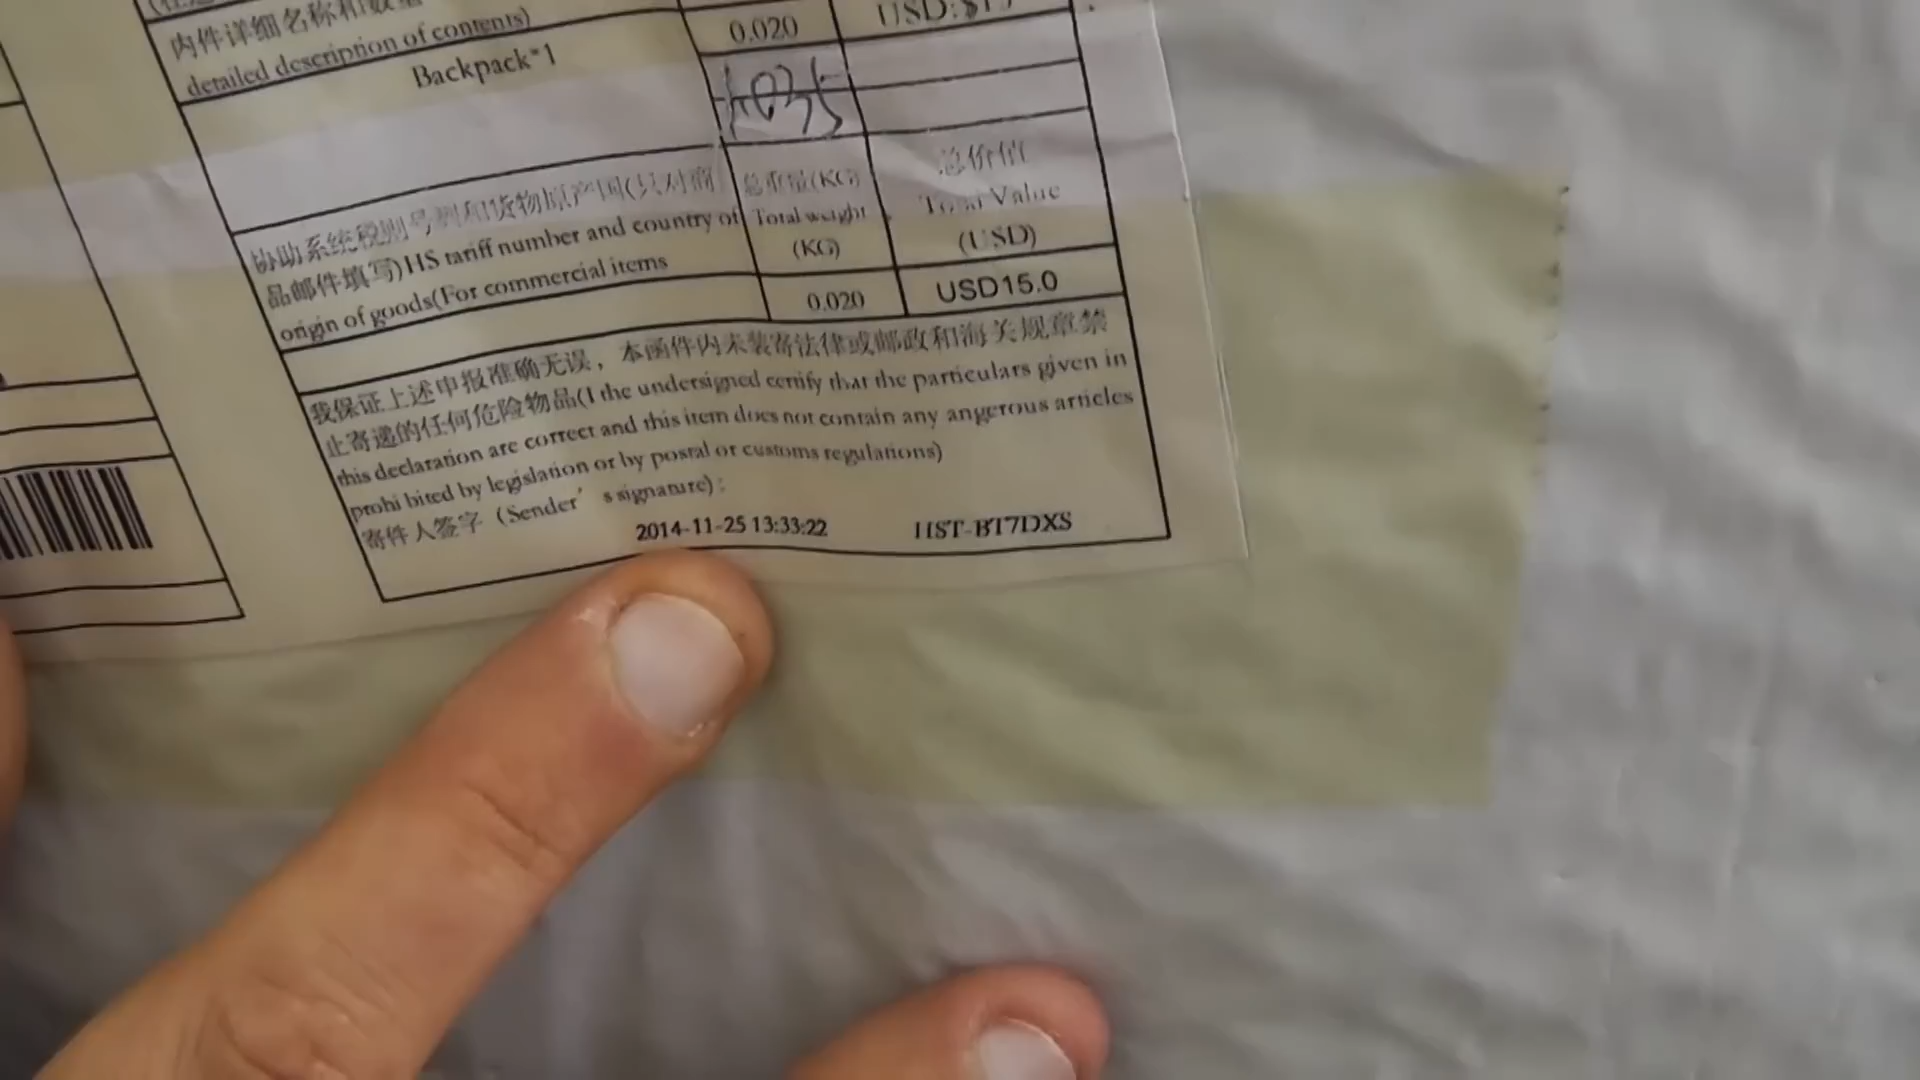 内件详细名称和数量
detailed description of contents)
Backpack*1
0.020
USD:$15
协助系统税则号列和货物原产国(只对商
品邮件填写)HS tariff number and country of
origin of goods(For commercial items
总重量(KG)
Total weight
(KG)
总价值
Total Value
(USD)
0.020
USD15.0
我保证上述申报准确无误，本函件内未装寄法律或邮政和海关规章禁
止寄递的任何危险物品(I the undersigned certify that the particulars given in
this declaration are correct and this item does not contain any angerous articles
prohi bited by legislation or by postal or customs regulations)
寄件人签字（Sender's signature):
2014-11-25 13:33:22
HST-BT7DXS